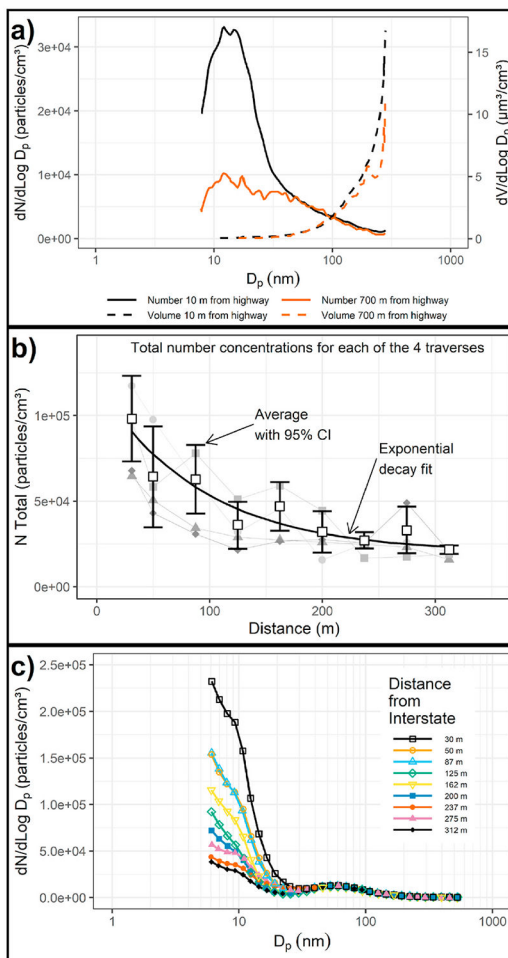 a)
dN/dLog Dp (particles/cm³)
3e+04
2e+04
1e+04
0e+00
15
10
5
0
dV/dLog Dp (µm³/cm³)
1
10
100
1000
Dp (nm)
Number 10 m from highway
Number 700 m from highway
Volume 10 m from highway
Volume 700 m from highway
b)
Total number concentrations for each of the 4 traverses
N Total (particles/cm³)
1e+05
5e+04
0e+00
Average
with 95% CI
Exponential
decay fit
0
100
200
300
Distance (m)
c)
dN/dLog Dp (particles/cm³)
2.5e+05
2.0e+05
1.5e+05
1.0e+05
5.0e+04
0.0e+00
Distance
from
Interstate
30 m
50 m
87 m
125 m
162 m
200 m
237 m
275 m
312 m
1
10
100
1000
Dp (nm)